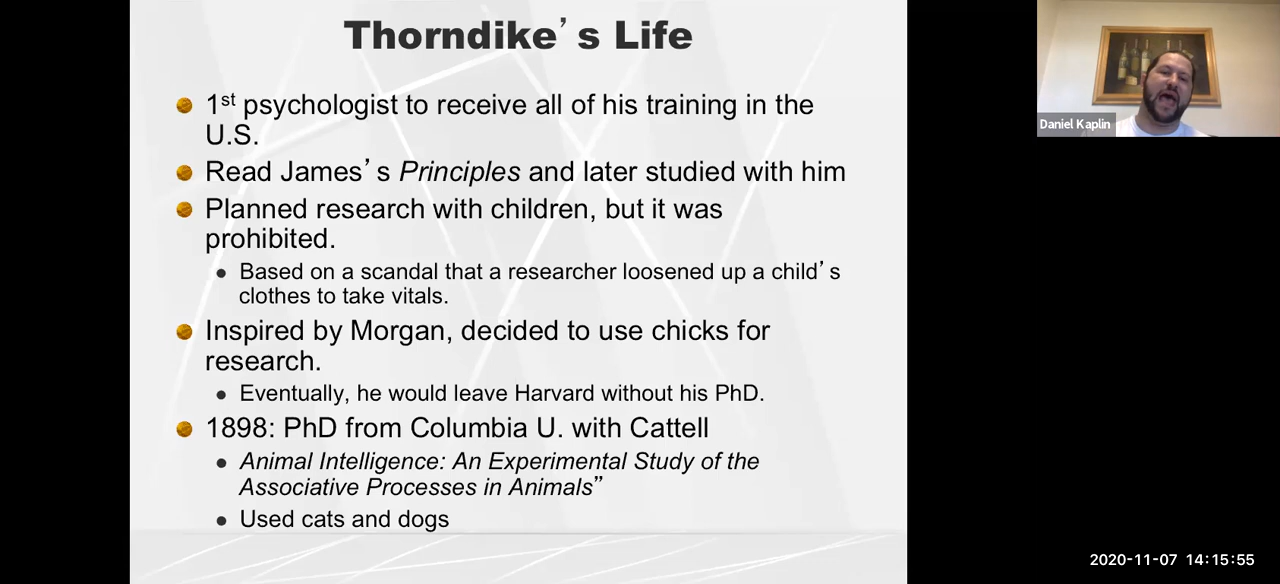 Thorndike’s Life
1st psychologist to receive all of his training in the
U.S.
Read James’s Principles and later studied with him
Planned research with children, but it was
prohibited.
Based on a scandal that a researcher loosened up a child’s
clothes to take vitals.
Inspired by Morgan, decided to use chicks for
research.
Eventually, he would leave Harvard without his PhD.
1898: PhD from Columbia U. with Cattell
Animal Intelligence: An Experimental Study of the
Associative Processes in Animals”
Used cats and dogs
Daniel Kaplin
2020-11-07 14:15:55